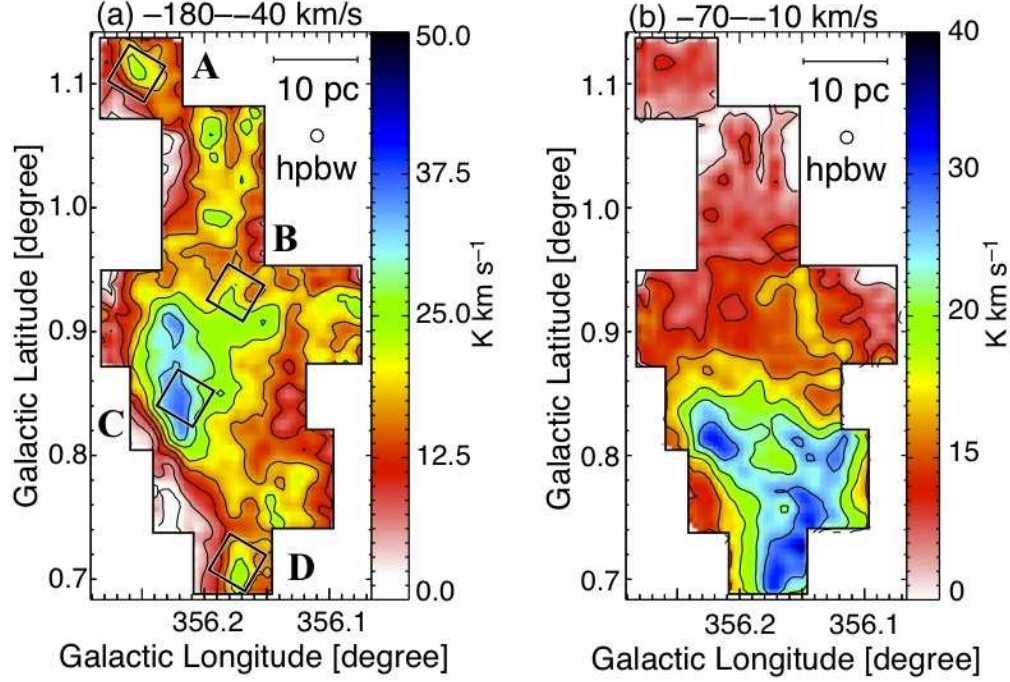 (a) −180−−40 km/s
A
10 pc
hpbw
B
C
D
1.1
1.0
0.9
0.8
0.7
Galactic Latitude [degree]
356.2 356.1
Galactic Longitude [degree]
50.0
37.5
25.0
12.5
0.0
K km s⁻¹
(b) −70−−10 km/s
10 pc
hpbw
1.1
1.0
0.9
0.8
0.7
Galactic Latitude [degree]
356.2 356.1
Galactic Longitude [degree]
40
30
20
15
0
K km s⁻¹